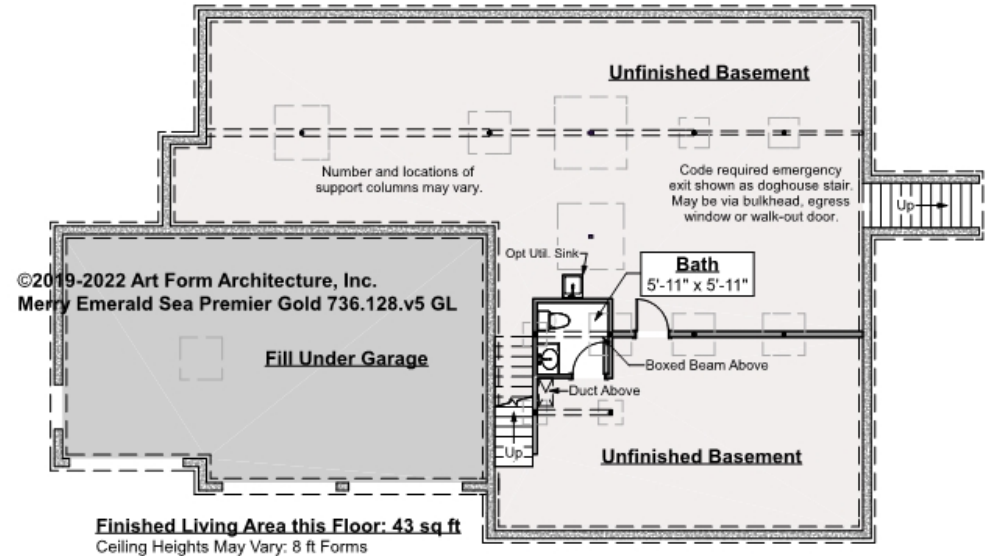 Unfinished Basement
Number and locations of
support columns may vary.
Code required emergency
exit shown as doghouse stair.
May be via bulkhead, egress
window or walk-out door.
Up
Opt Util. Sink
Bath
5'-11" x 5'-11"
©2019-2022 Art Form Architecture, Inc.
Merry Emerald Sea Premier Gold 736.128.v5 GL
Fill Under Garage
Boxed Beam Above
Duct Above
Up
Unfinished Basement
Finished Living Area this Floor: 43 sq ft
Ceiling Heights May Vary: 8 ft Forms